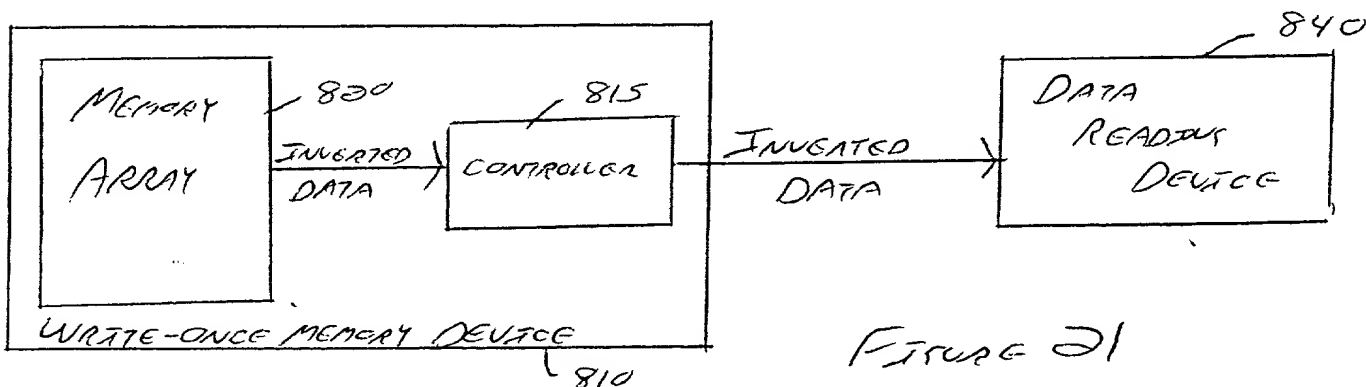 840
MEMORY
ARRAY
820
815
INVERTED
DATA
CONTROLLER
INVERTED
DATA
DATA
READING
DEVICE
WRITE-ONCE MEMORY DEVICE
810
FIGURE 21